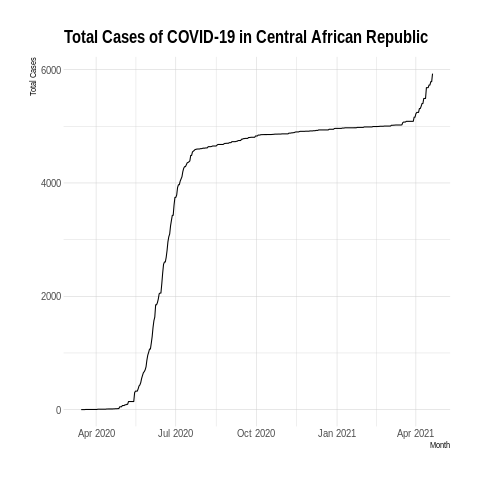 Total Cases of COVID-19 in Central African Republic
Total Cases
6000
4000
2000
0
Apr 2020 Jul 2020 Oct 2020 Jan 2021 Apr 2021
Month